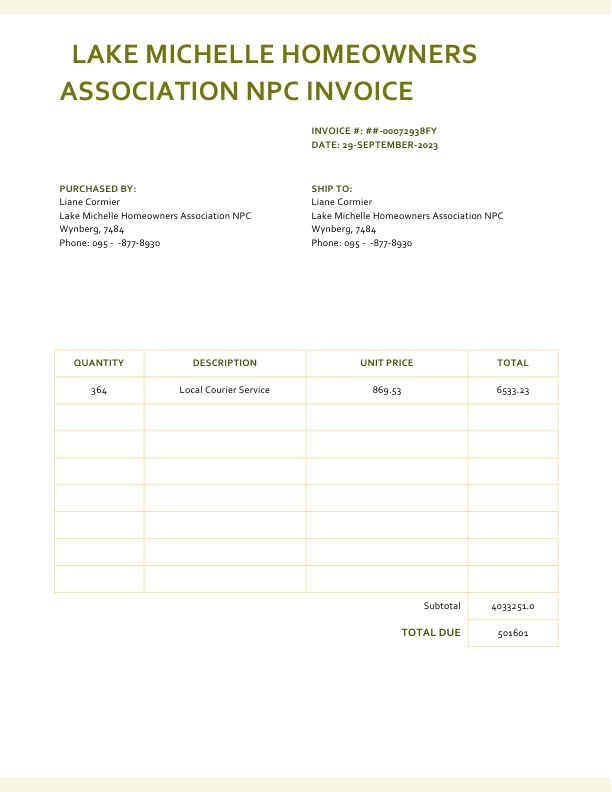 LAKE MICHELLE HOMEOWNERS
ASSOCIATION NPC INVOICE
INVOICE #: ##-00072938FY
DATE: 29-SEPTEMBER-2023
PURCHASED BY:
Liane Cormier
Lake Michelle Homeowners Association NPC
Wynberg, 7484
Phone: 095 -  -877-8930
SHIP TO:
Liane Cormier
Lake Michelle Homeowners Association NPC
Wynberg, 7484
Phone: 095 -  -877-8930
QUANTITY DESCRIPTION UNIT PRICE TOTAL
364 Local Courier Service 869.53 6533.23
Subtotal 4033251.0
TOTAL DUE 501601